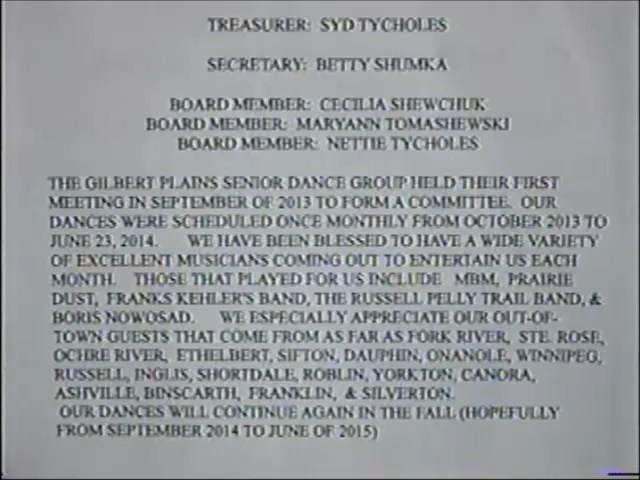 TREASURER: SYD TYCHOLES
SECRETARY: BETTY SHUMKA
BOARD MEMBER: CECILIA SHEWCHUK
BOARD MEMBER: MARYANN TOMASHEWSKI
BOARD MEMBER: NETTIE TYCHOLES
THE GILBERT PLAINS SENIOR DANCE GROUP HELD THEIR FIRST
MEETING IN SEPTEMBER OF 2013 TO FORM A COMMITTEE. OUR
DANCES WERE SCHEDULED ONCE MONTHLY FROM OCTOBER 2013 TO
JUNE 23, 2014. WE HAVE BEEN BLESSED TO HAVE A WIDE VARIETY
OF EXCELLENT MUSICIANS COMING OUT TO ENTERTAIN US EACH
MONTH. THOSE THAT PLAYED FOR US INCLUDE MBM, PRAIRIE
DUST, FRANKS KEHLER'S BAND, THE RUSSELL PELLY TRAIL BAND, &
BORIS NOWOSAD. WE ESPECIALLY APPRECIATE OUR OUT-OF-
TOWN GUESTS THAT COME FROM AS FAR AS FORK RIVER, STE. ROSE,
OCHRE RIVER, ETHELBERT, SIFTON, DAUPHIN, ONANOLE, WINNIPEG,
RUSSELL, INGLIS, SHORTDALE, ROBLIN, YORKTON, CANORA,
ASHVILLE, BINSCARTH, FRANKLIN, & SILVERTON.
OUR DANCES WILL CONTINUE AGAIN IN THE FALL (HOPEFULLY
FROM SEPTEMBER 2014 TO JUNE OF 2015)